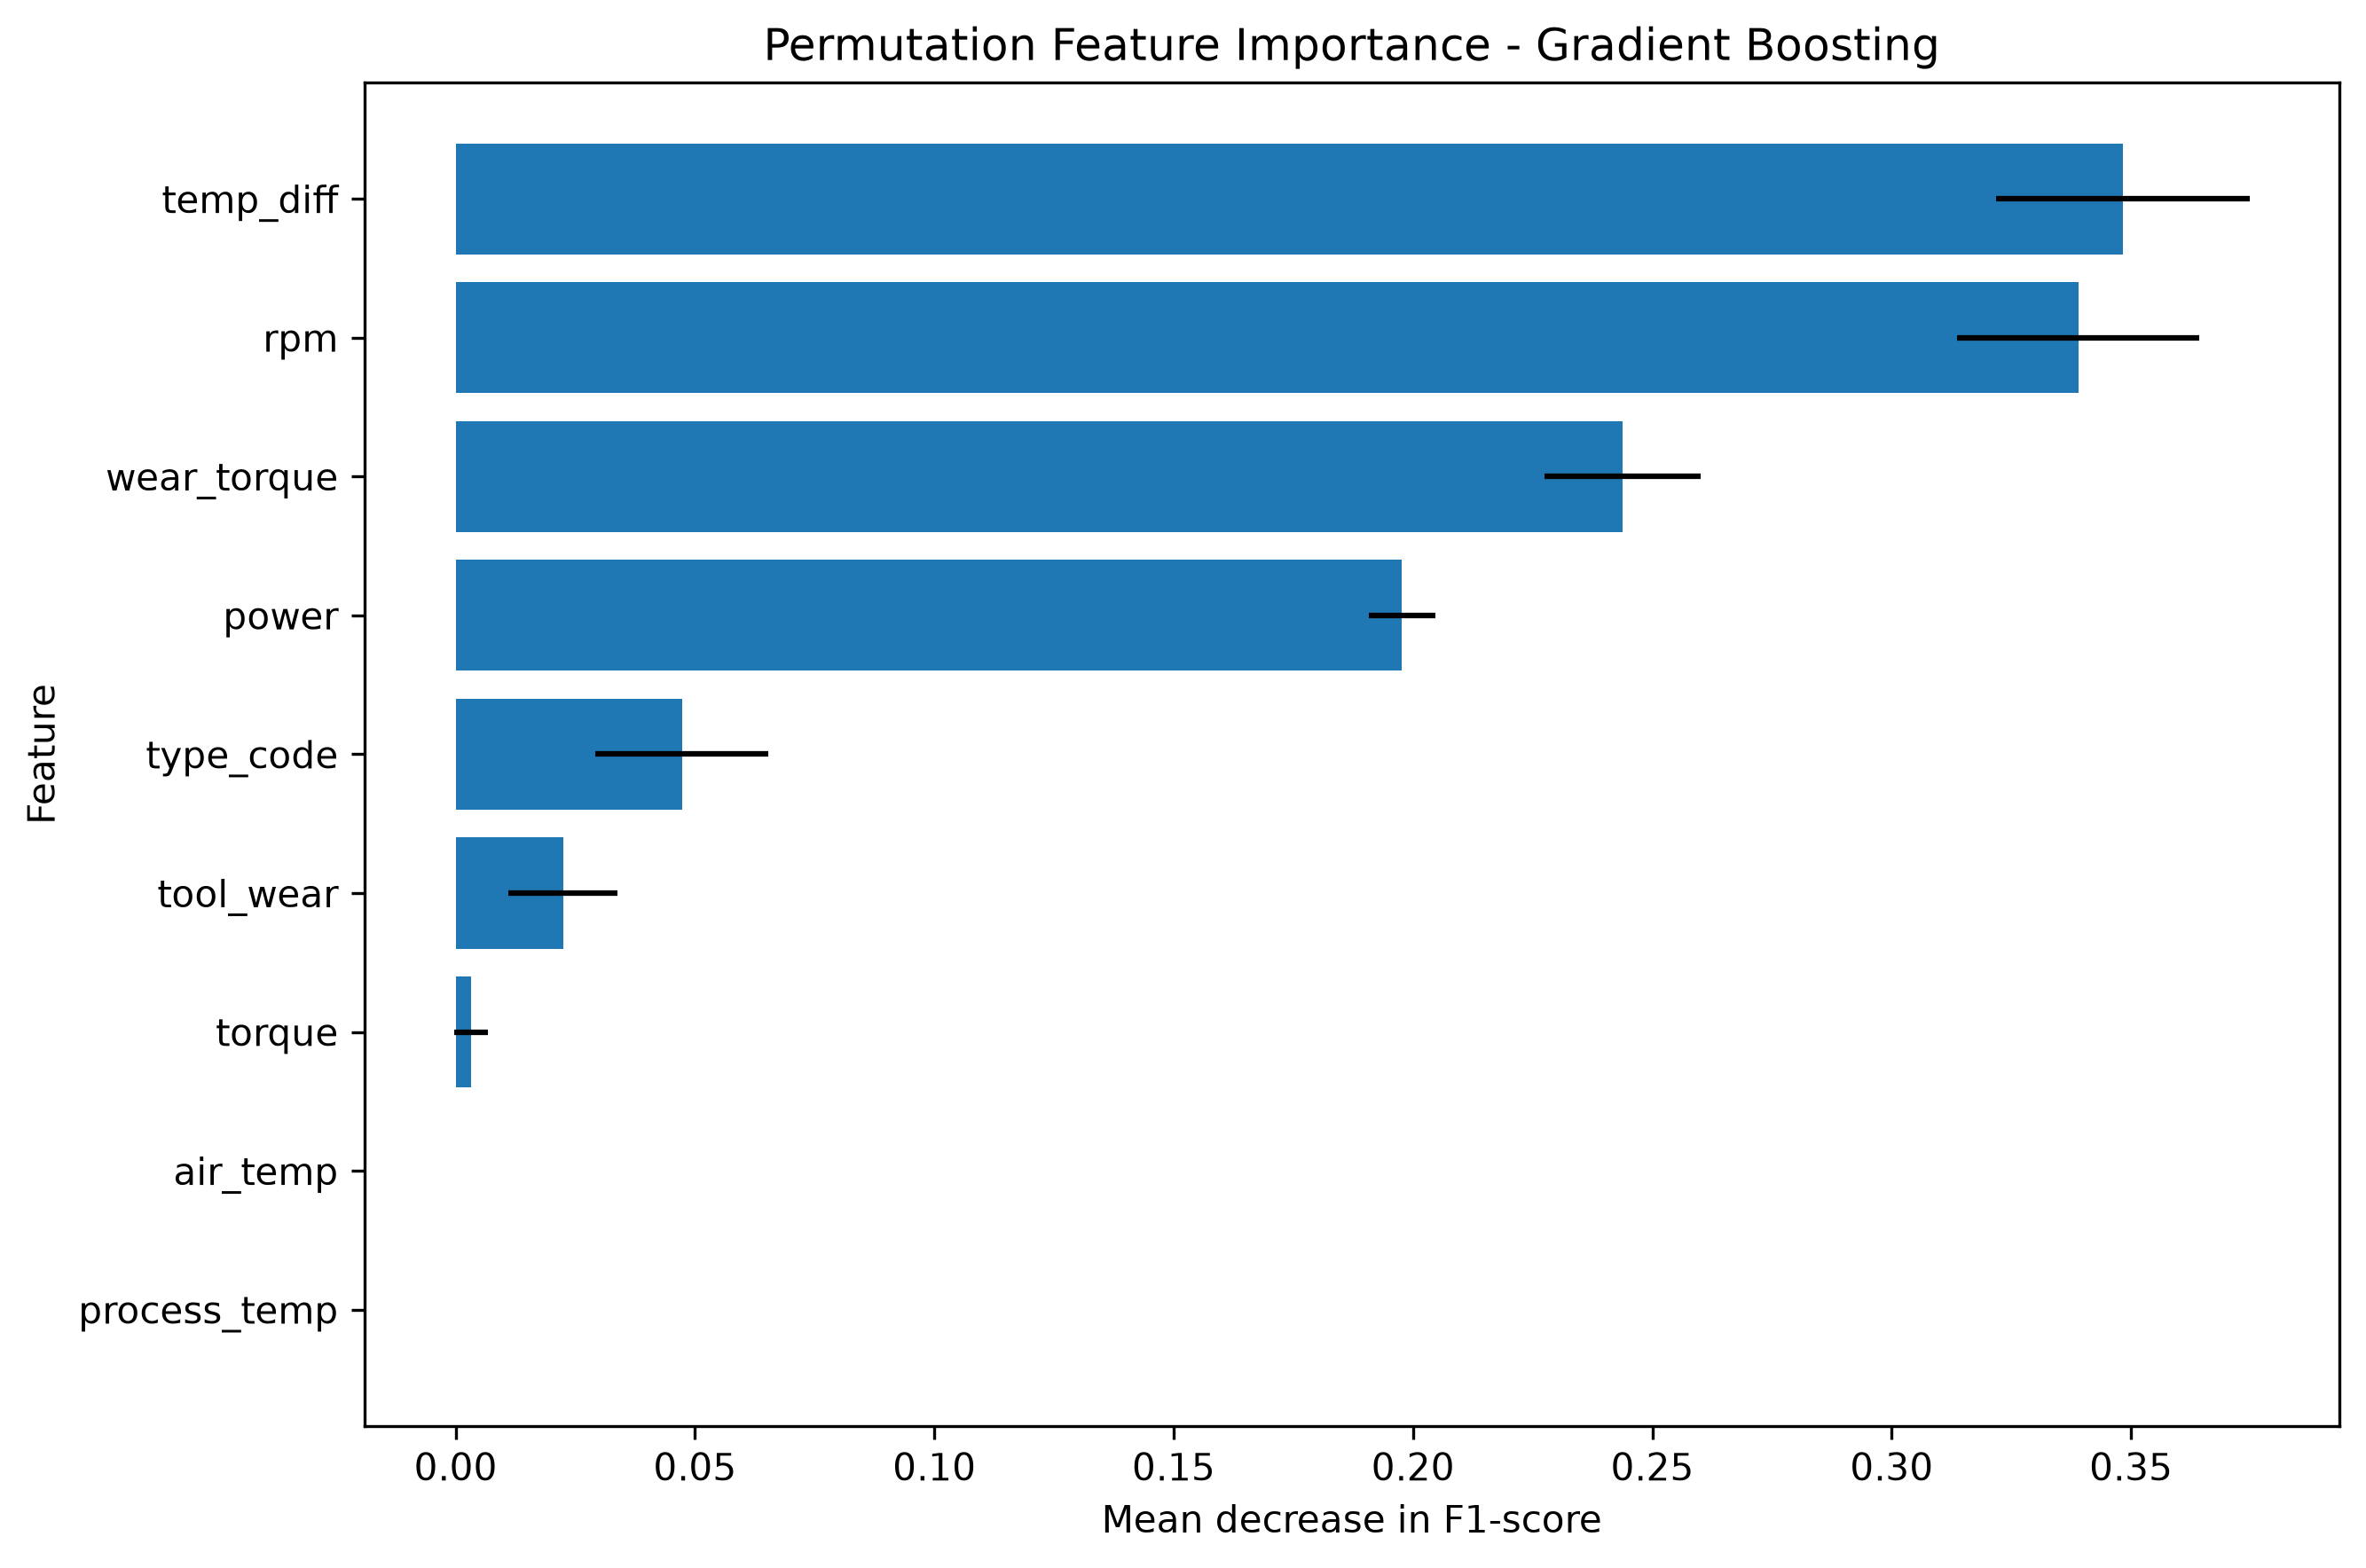 Permutation Feature Importance - Gradient Boosting
temp_diff
rpm
wear_torque
power
type_code
tool_wear
torque
air_temp
process_temp
Feature
0.00 0.05 0.10 0.15 0.20 0.25 0.30 0.35
Mean decrease in F1-score